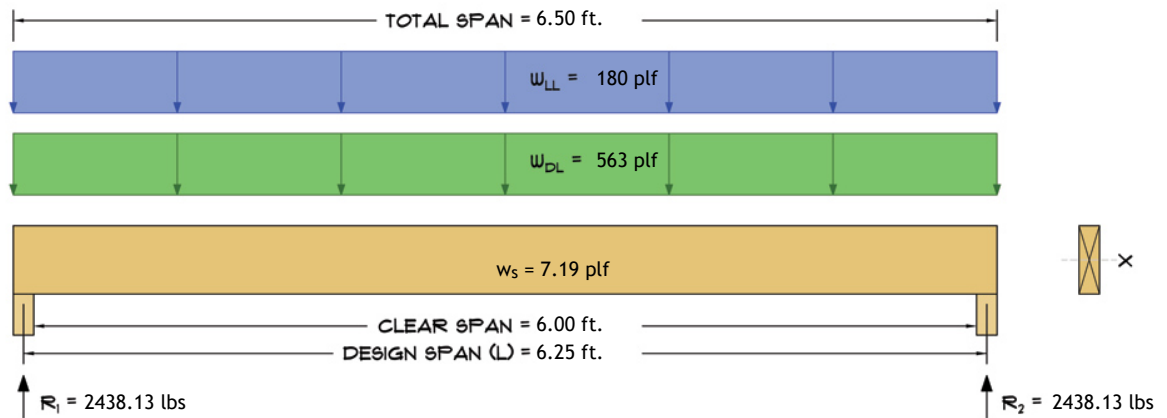 TOTAL SPAN = 6.50 ft.
WLL = 180 plf
WDL = 563 plf
ws = 7.19 plf
X
CLEAR SPAN = 6.00 ft.
DESIGN SPAN (L) = 6.25 ft.
R1 = 2438.13 lbs
R2 = 2438.13 lbs